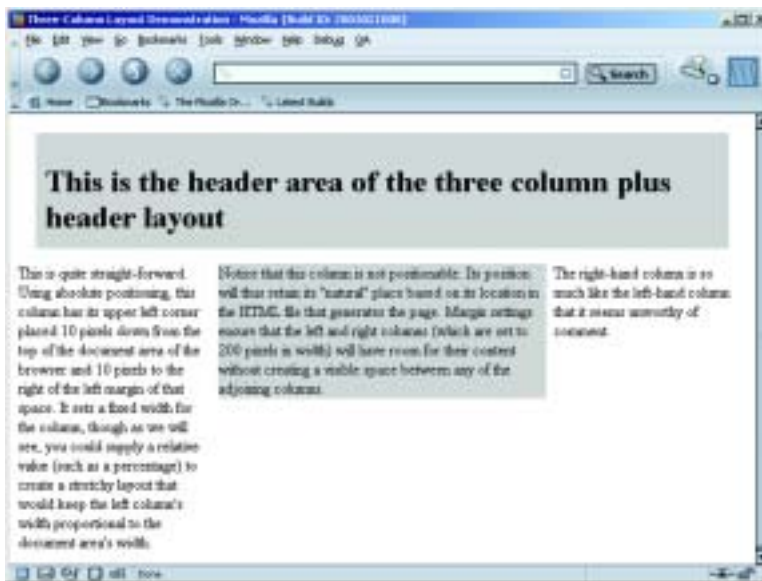 Three-Column Layout Demonstration - Mozilla {Build ID: 2003021008}
File Edit View Go Bookmarks Tools Window Help Debug QA
Search
Home Bookmarks The Mozilla Or... Latest Builds
This is the header area of the three column plus
header layout
This is quite straight-forward.
Using absolute positioning, this
column has its upper left corner
placed 10 pixels down from the
top of the document area of the
browser and 10 pixels to the
right of the left margin of that
space. It sets a fixed width for
the column, though as we will
see, you could supply a relative
value (such as a percentage) to
create a stretchy layout that
would keep the left column's
width proportional to the
document area's width.
Notice that this column is not positionable. Its position
will thus retain its "natural" place based on its location in
the HTML file that generates the page. Margin settings
ensure that the left and right columns (which are set to
200 pixels in width) will have room for their content
without creating a visible space between any of the
adjoining columns.
The right-hand column is so
much like the left-hand column
that it seems unworthy of
comment.
Done